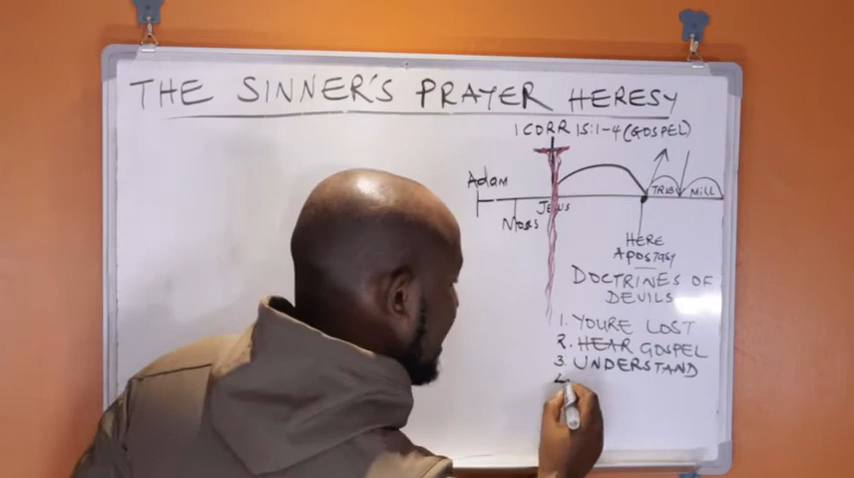 THE SINNER'S PRAYER HERESY
1 CORR 15:1-4 (GOSPEL)
Adam
TRIB MILL
JESUS
Moses
HERE
APOSTASY
DOCTRINES OF
DEVILS
1. YOURE LOST
2. HEAR GOSPEL
3. UNDERSTAND
4